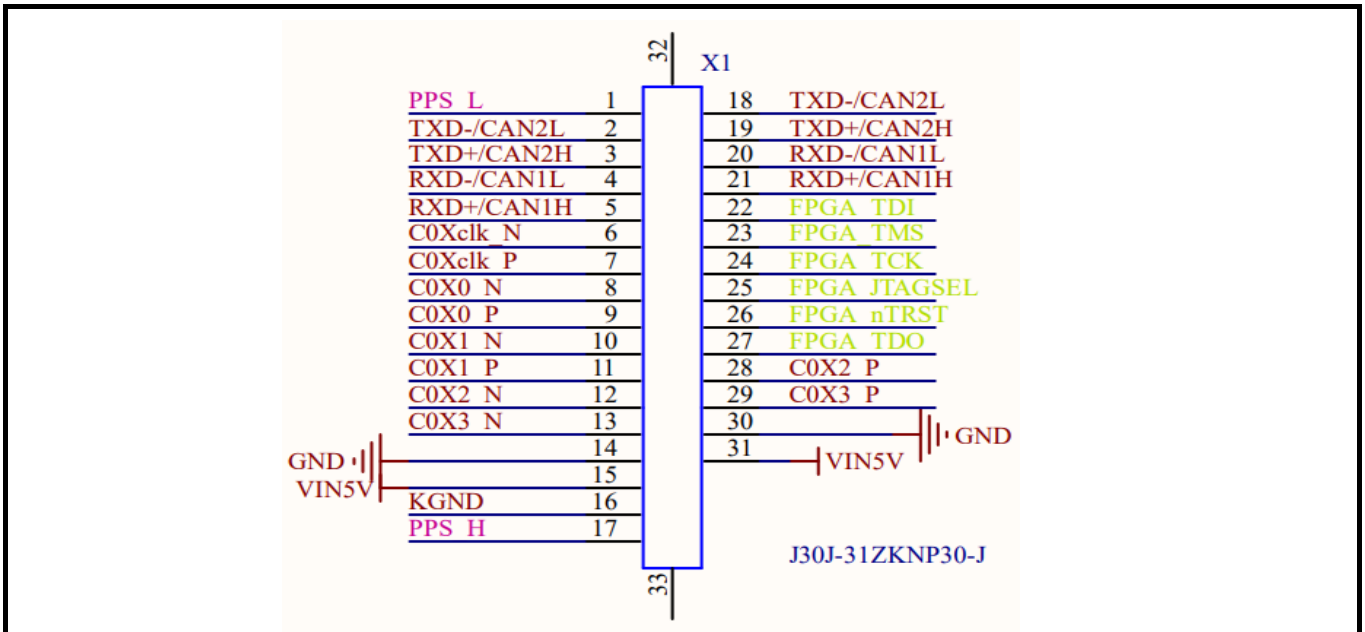 32
X1
PPS_L 1 18 TXD-/CAN2L
TXD-/CAN2L 2 19 TXD+/CAN2H
TXD+/CAN2H 3 20 RXD-/CAN1L
RXD-/CAN1L 4 21 RXD+/CAN1H
RXD+/CAN1H 5 22 FPGA_TDI
C0Xclk_N 6 23 FPGA_TMS
C0Xclk_P 7 24 FPGA_TCK
C0X0_N 8 25 FPGA_JTAGSEL
C0X0_P 9 26 FPGA_nTRST
C0X1_N 10 27 FPGA_TDO
C0X1_P 11 28 C0X2_P
C0X2_N 12 29 C0X3_P
C0X3_N 13 30 GND
GND 14 31 VIN5V
VIN5V 15
KGND 16
PPS_H 17
J30J-31ZKNP30-J
33